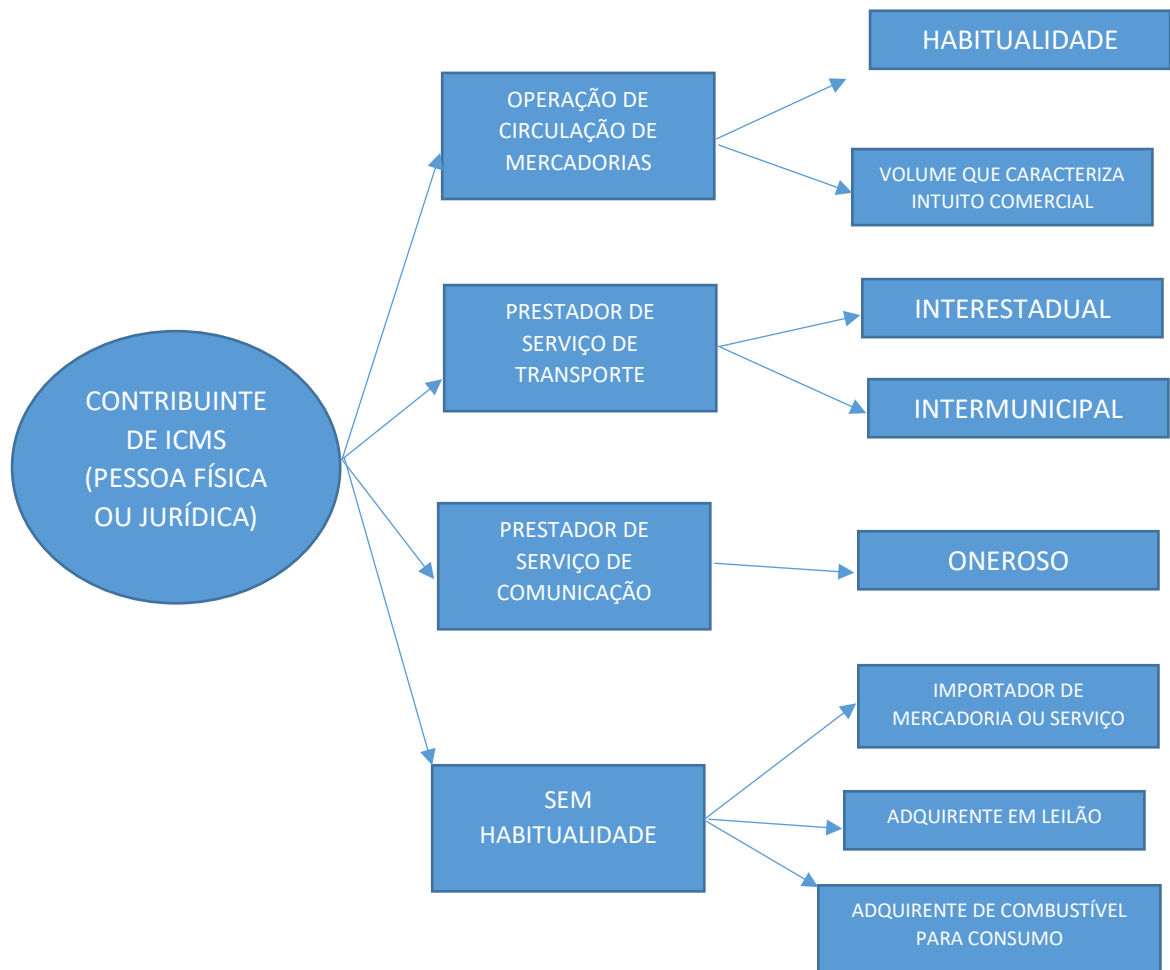 CONTRIBUINTE
DE ICMS
(PESSOA FÍSICA
OU JURÍDICA)
OPERAÇÃO DE
CIRCULAÇÃO DE
MERCADORIAS
HABITUALIDADE
VOLUME QUE CARACTERIZA
INTUITO COMERCIAL
PRESTADOR DE
SERVIÇO DE
TRANSPORTE
INTERESTADUAL
INTERMUNICIPAL
PRESTADOR DE
SERVIÇO DE
COMUNICAÇÃO
ONEROSO
SEM
HABITUALIDADE
IMPORTADOR DE
MERCADORIA OU SERVIÇO
ADQUIRENTE EM LEILÃO
ADQUIRENTE DE COMBUSTÍVEL
PARA CONSUMO